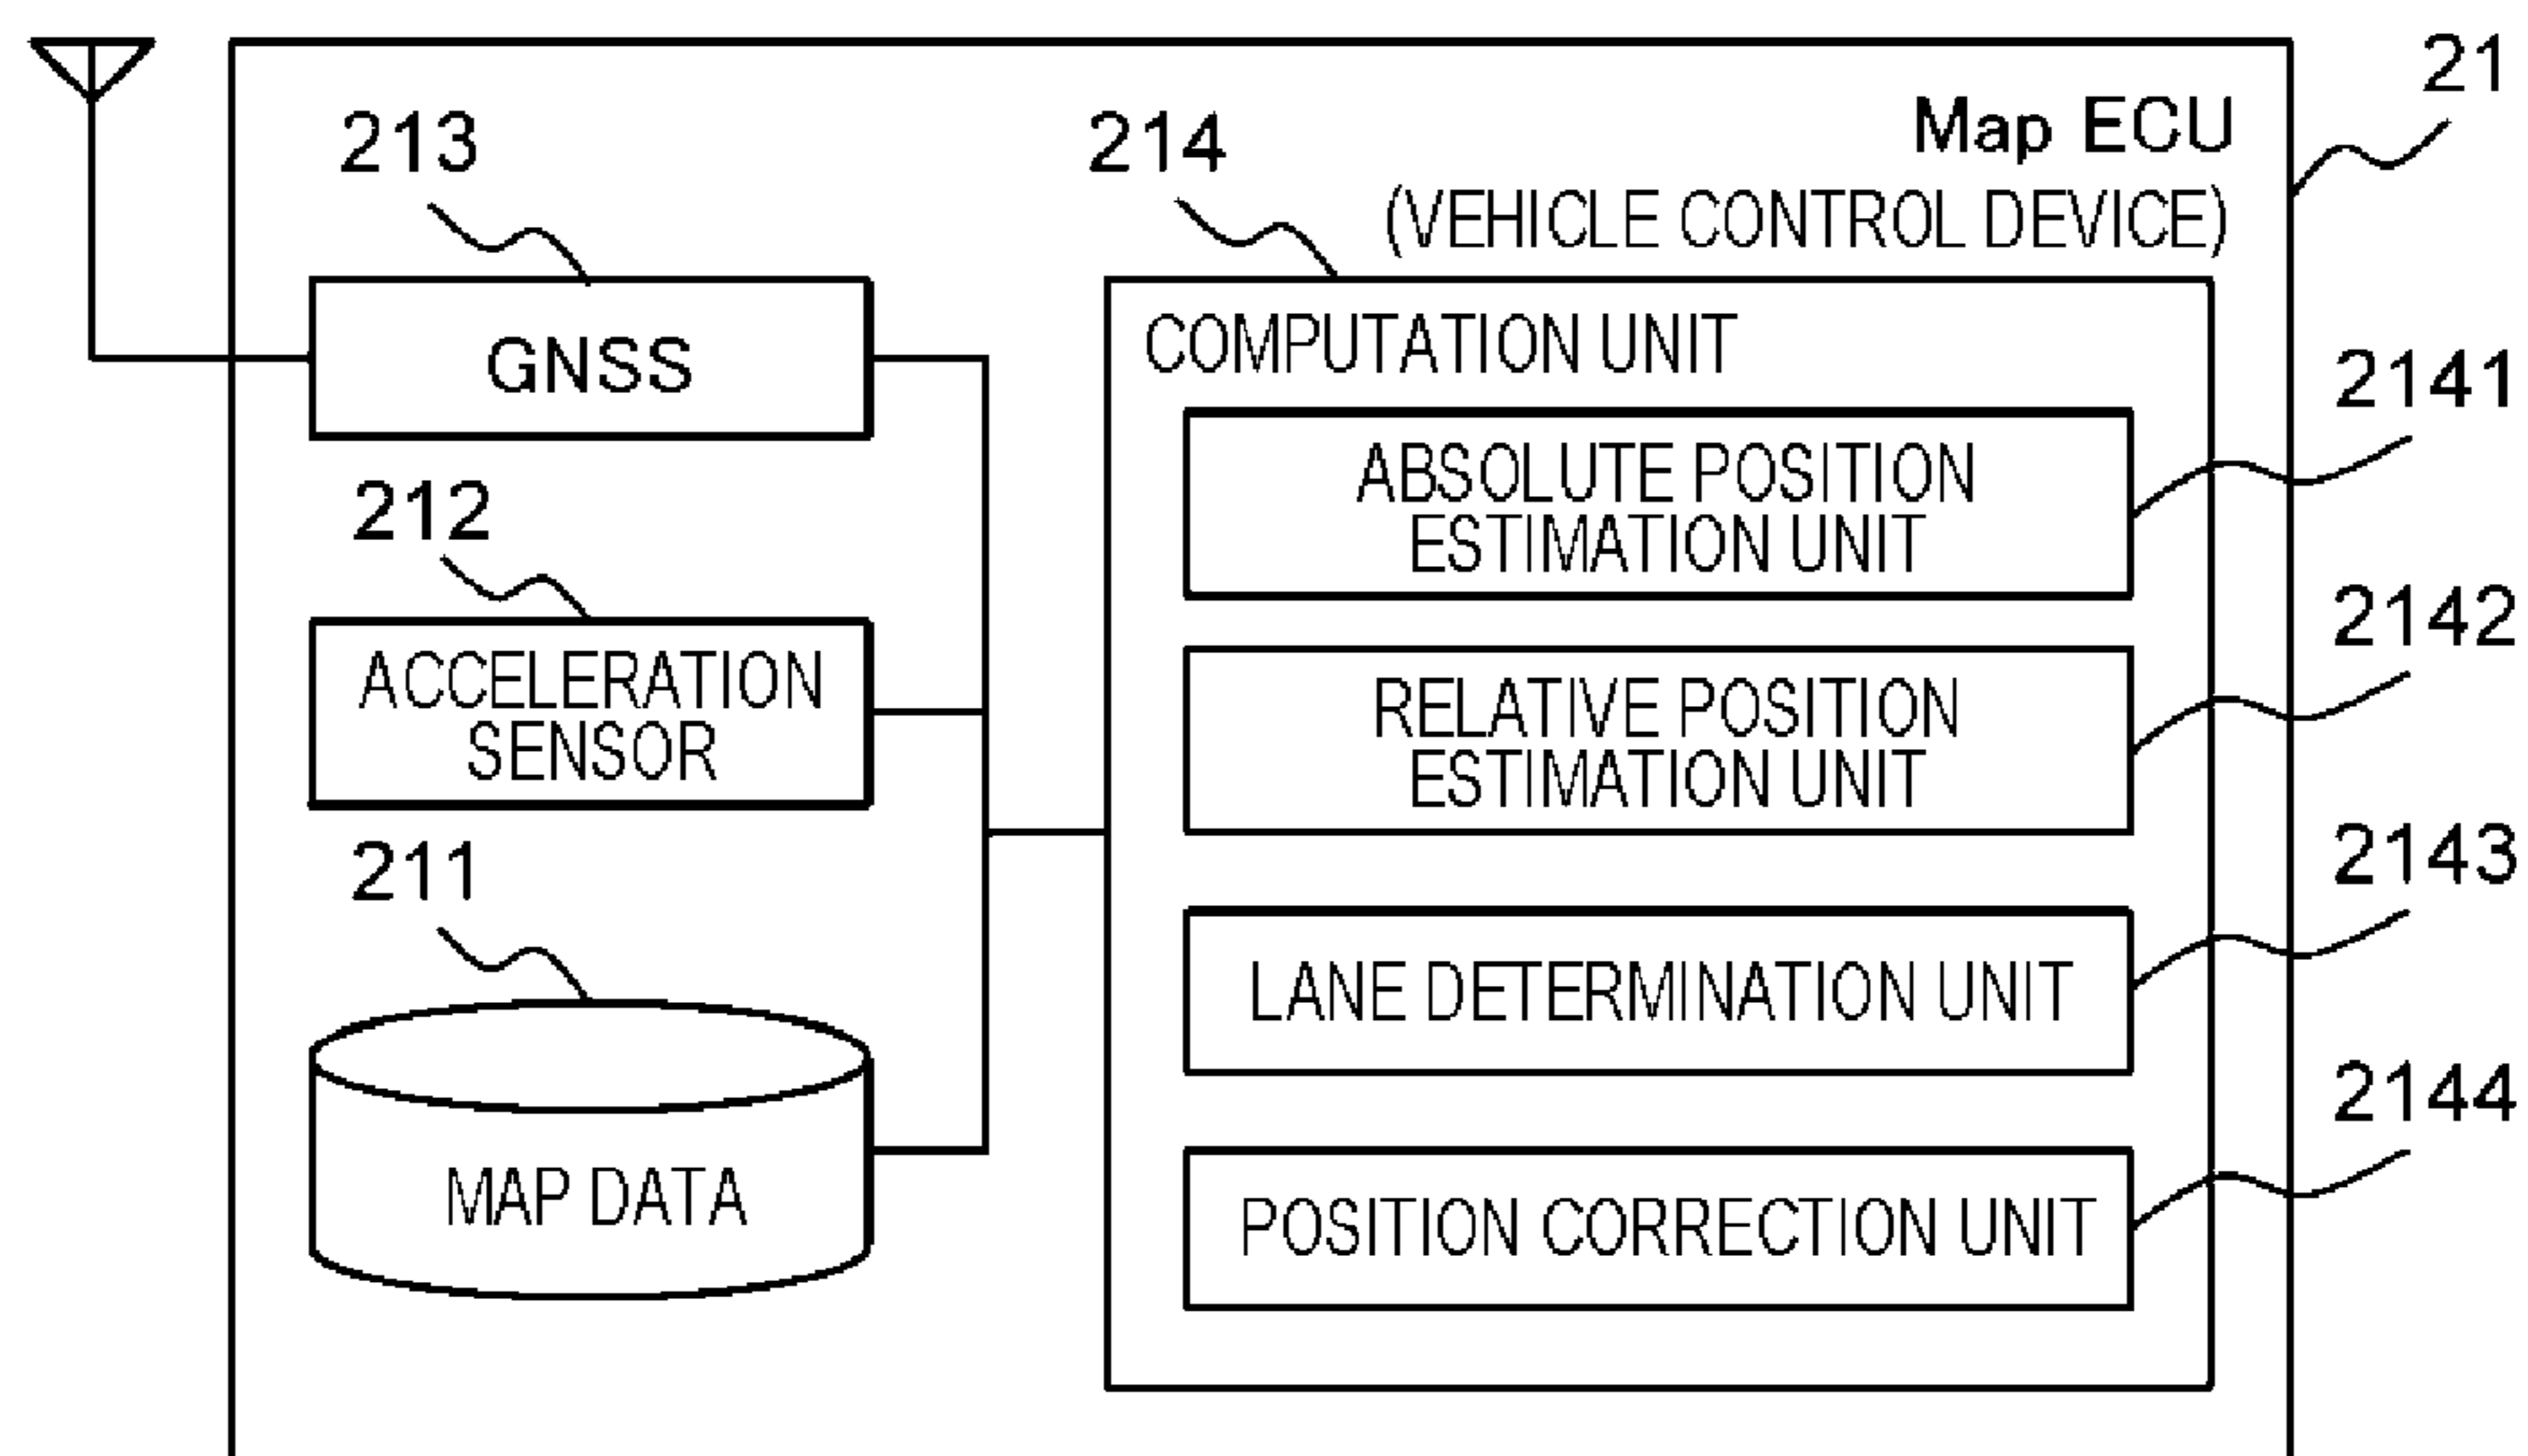 21
Map ECU
(VEHICLE CONTROL DEVICE)
213
GNSS
212
ACCELERATION
SENSOR
211
MAP DATA
214
COMPUTATION UNIT
2141
ABSOLUTE POSITION
ESTIMATION UNIT
2142
RELATIVE POSITION
ESTIMATION UNIT
2143
LANE DETERMINATION UNIT
2144
POSITION CORRECTION UNIT